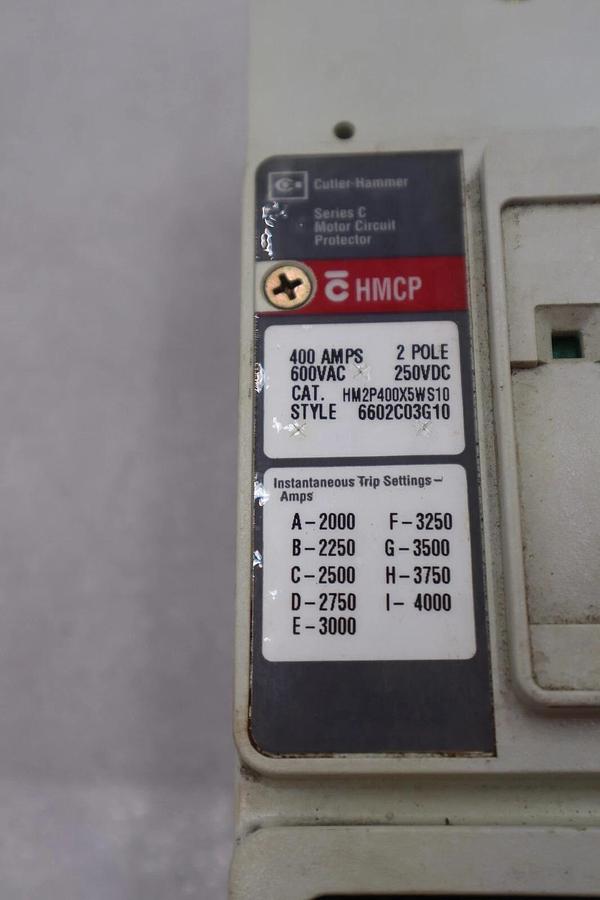 Cutler-Hammer
Series C
Motor Circuit
Protector
HMCP
400 AMPS 2 POLE
600VAC 250VDC
CAT. HM2P400X5WS10
STYLE 6602C03G10
Instantaneous Trip Settings–
Amps
A–2000 F–3250
B–2250 G–3500
C–2500 H–3750
D–2750 I–4000
E–3000